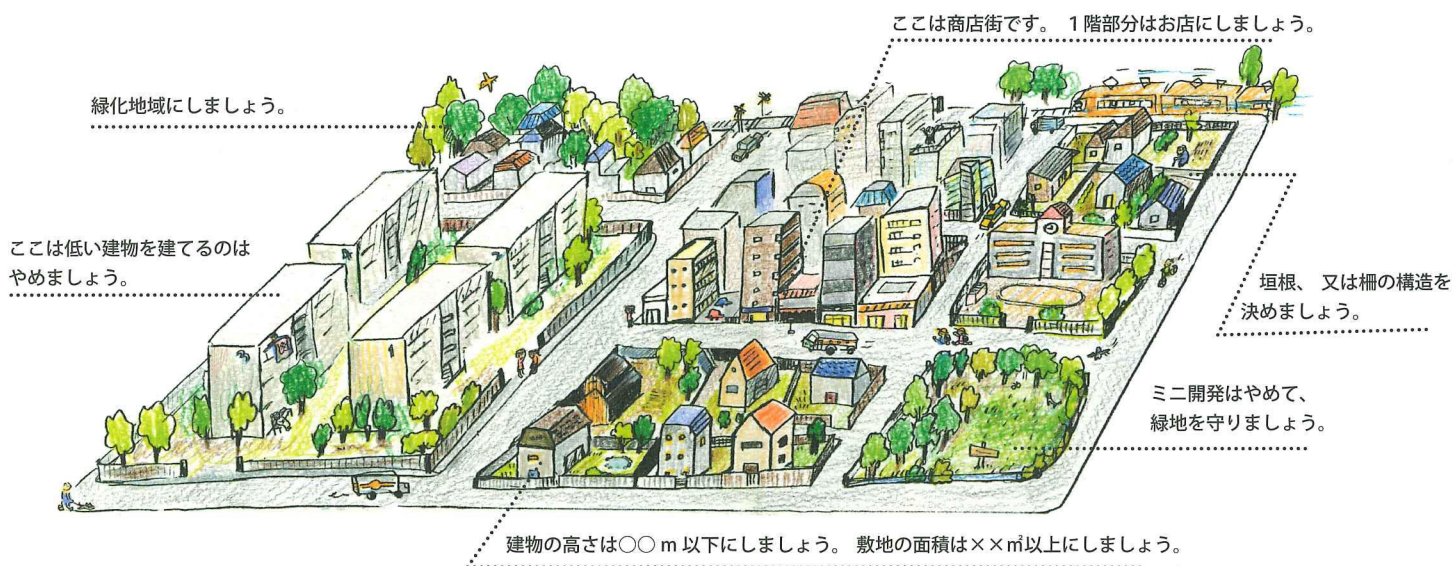 ここは商店街です。 1階部分はお店にしましょう。
緑化地域にしましょう。
ここは低い建物を建てるのは
やめましょう。
垣根、 又は柵の構造を
決めましょう。
ミニ開発はやめて、
緑地を守りましょう。
建物の高さは○○ m 以下にしましょう。 敷地の面積は××㎡以上にしましょう。